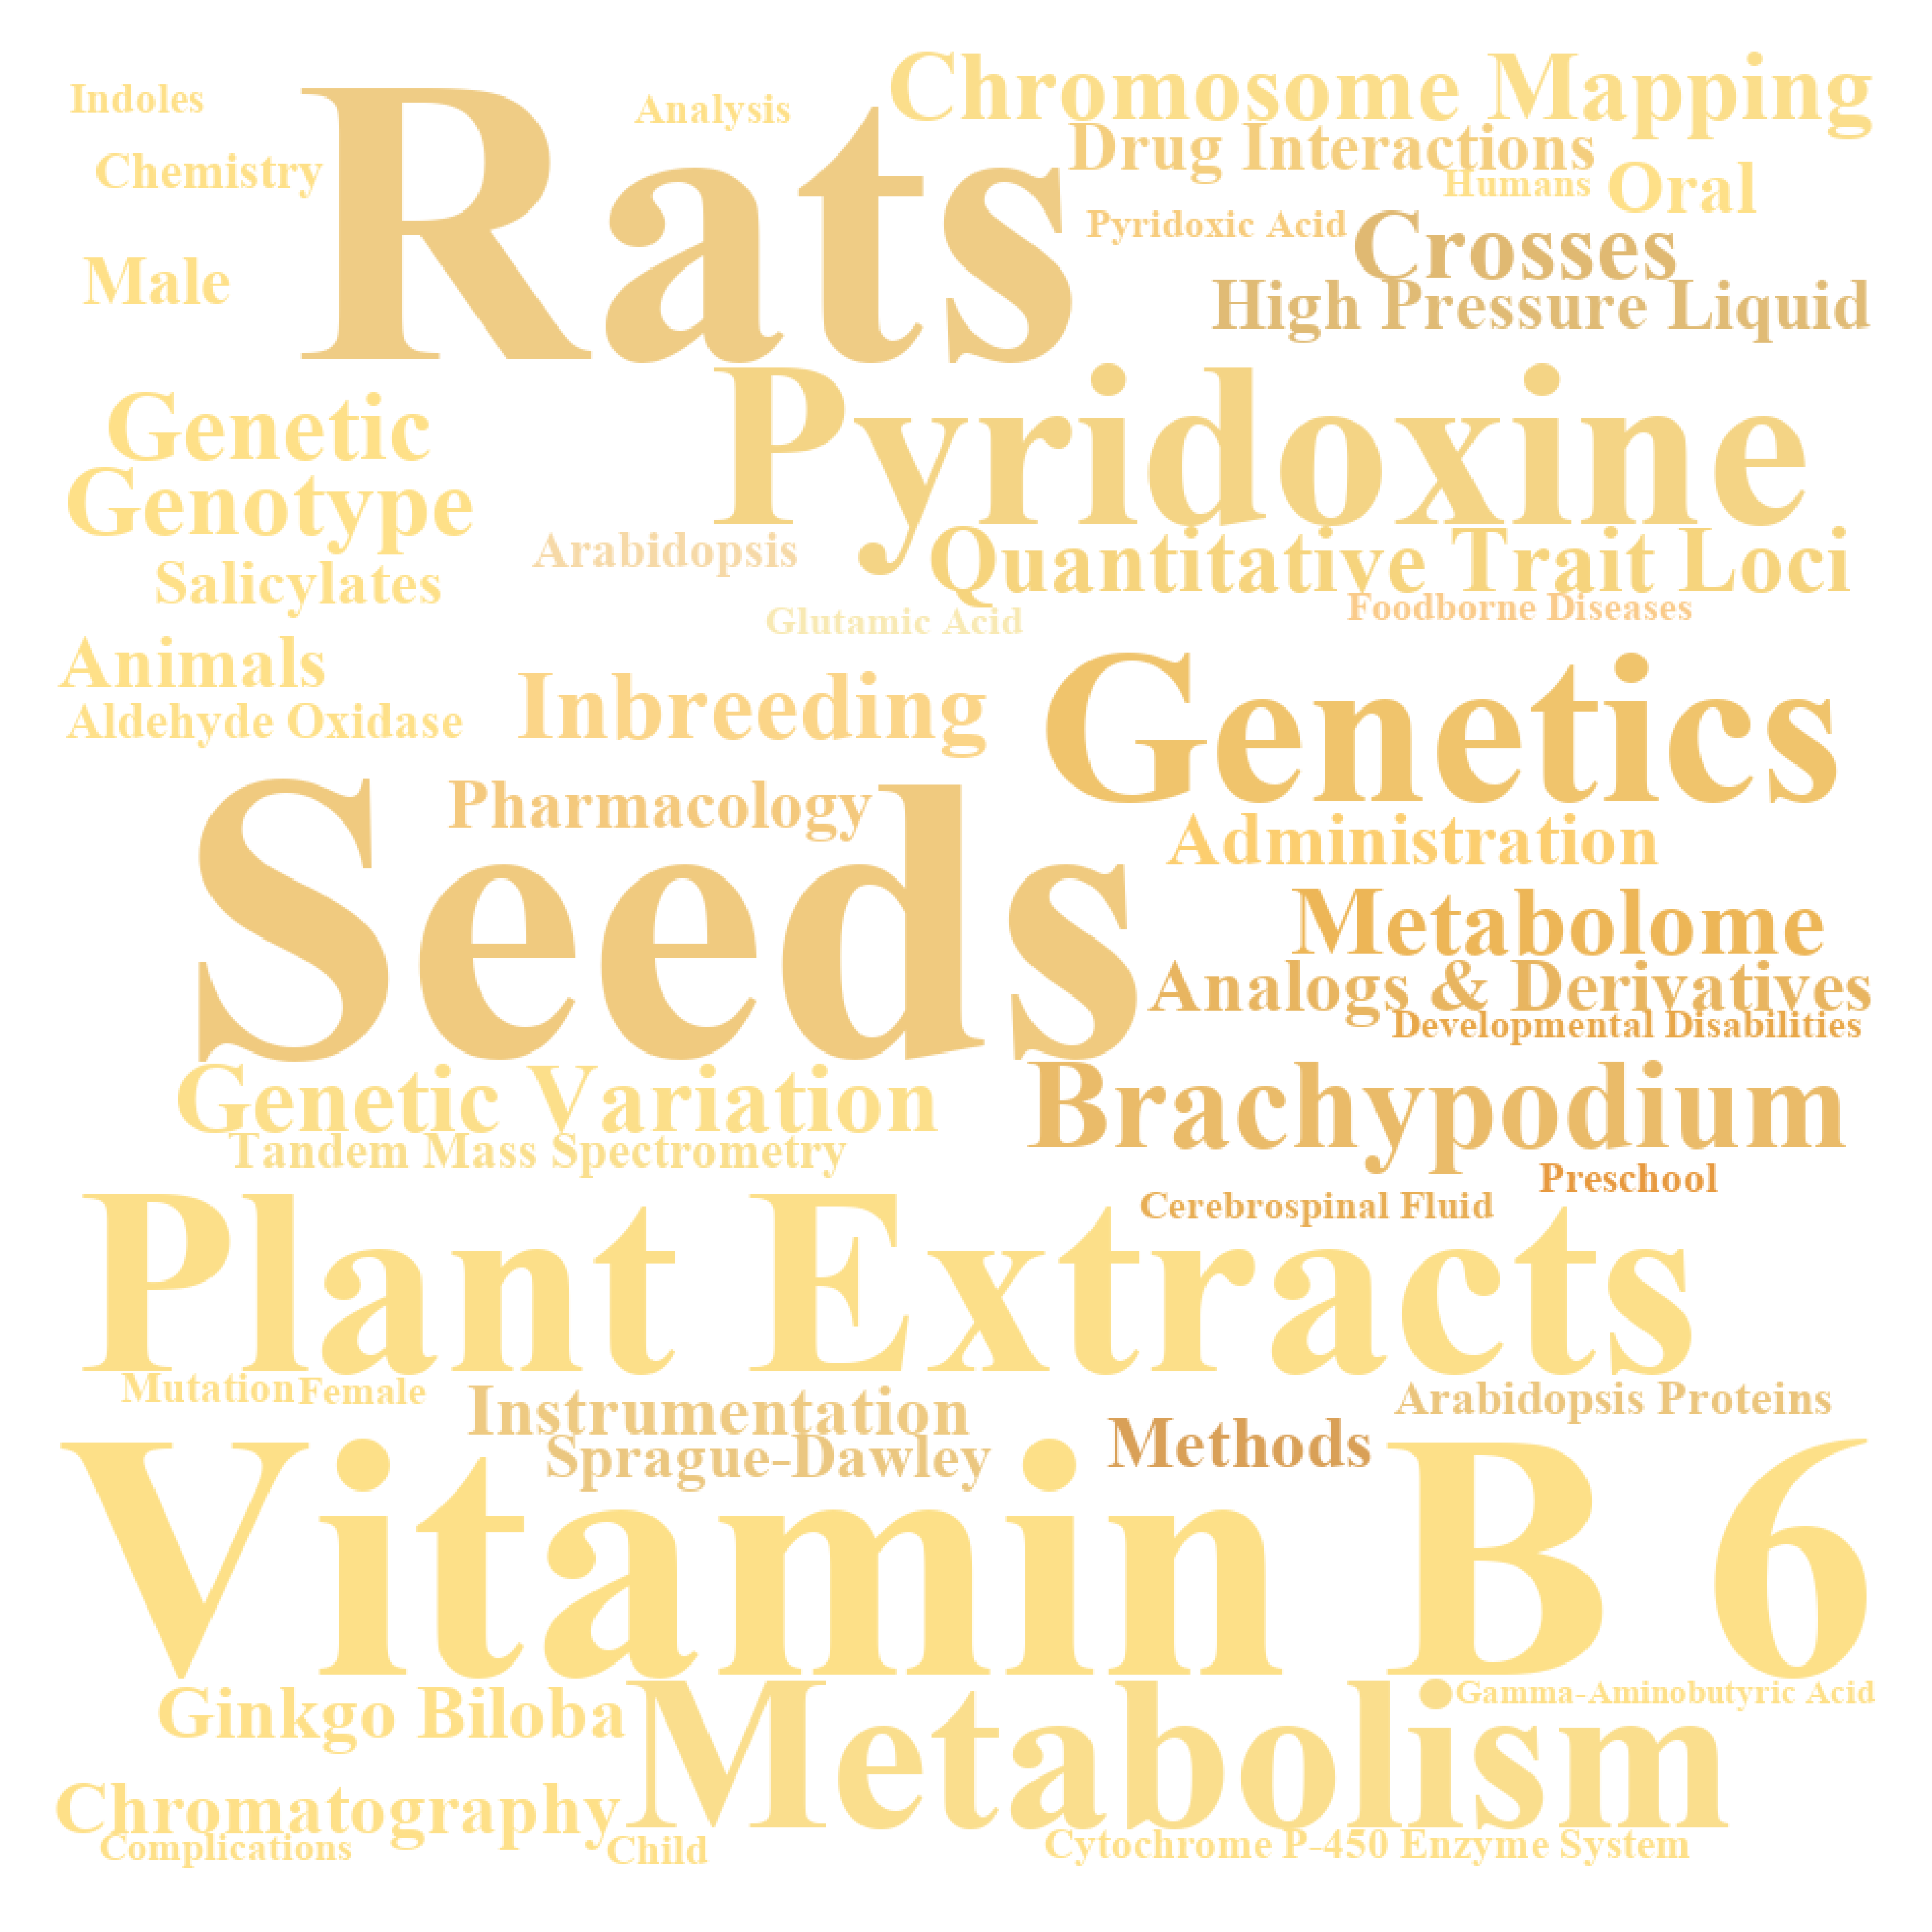 Chromosome Mapping
Indoles
Rats
Analysis
Drug Interactions
Chemistry
Humans
Oral
Pyridoxic Acid
Crosses
Male
High Pressure Liquid
Pyridoxine
Genetic
Genotype
Arabidopsis
Quantitative Trait Loci
Salicylates
Glutamic Acid
Foodborne Diseases
Animals
Inbreeding
Genetics
Aldehyde Oxidase
Pharmacology
Seeds
Administration
Metabolome
Analogs & Derivatives
Developmental Disabilities
Genetic Variation
Brachypodium
Tandem Mass Spectrometry
Preschool
Cerebrospinal Fluid
Plant Extracts
Mutation
Female
Instrumentation
Arabidopsis Proteins
Sprague-Dawley
Methods
Vitamin B 6
Ginkgo Biloba
Gamma-Aminobutyric Acid
Metabolism
Chromatography
Complications
Child
Cytochrome P-450 Enzyme System